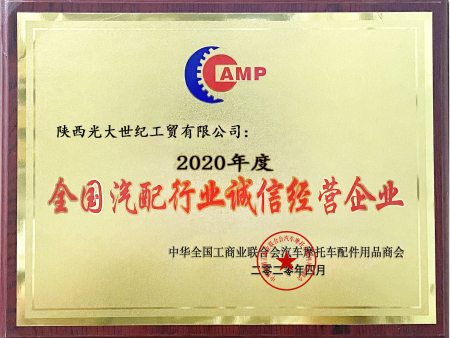 CAMP
陕西光大世纪工贸有限公司：
2020年度
全国汽配行业诚信经营企业
中华全国工商业联合会汽车摩托车配件用品商会
二零二零年四月